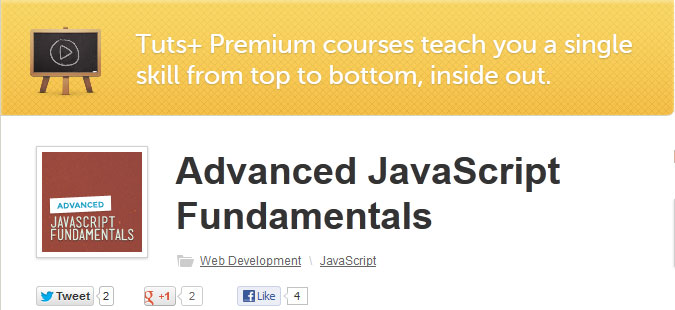 Tuts+ Premium courses teach you a single
skill from top to bottom, inside out.
ADVANCED
JAVASCRIPT
FUNDAMENTALS
Advanced JavaScript
Fundamentals
Web Development \ JavaScript
Tweet 2 g +1 2 f Like 4